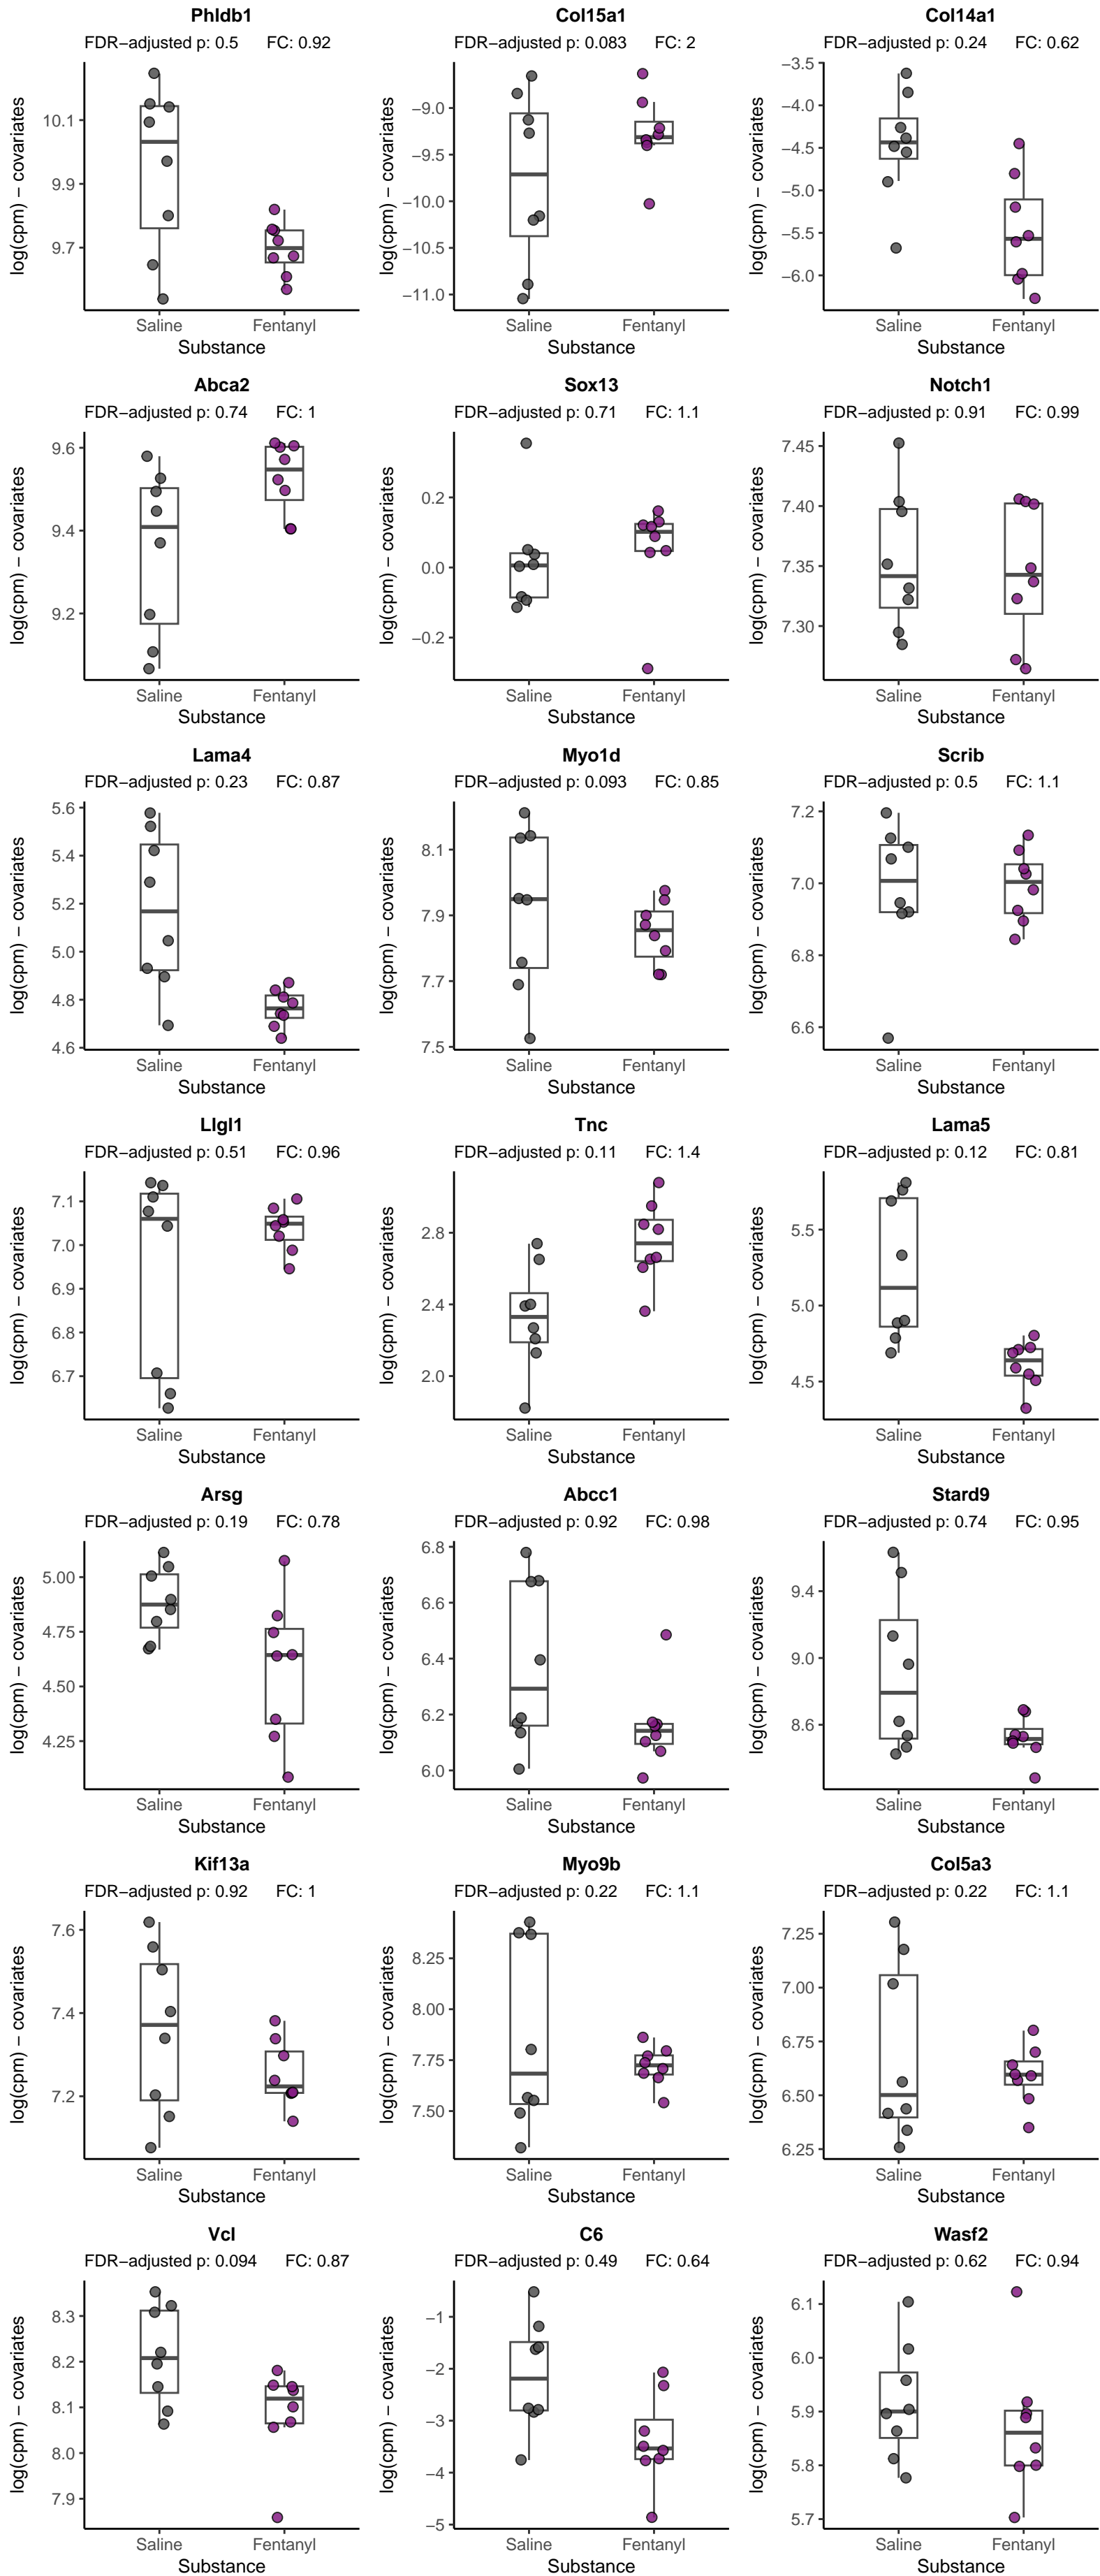 Phldb1
FDR−adjusted p: 0.5 FC: 0.92
log(cpm) − covariates
10.1
9.9
9.7
Saline Fentanyl
Substance
Col15a1
FDR−adjusted p: 0.083 FC: 2
log(cpm) − covariates
−9.0
−9.5
−10.0
−10.5
−11.0
Saline Fentanyl
Substance
Col14a1
FDR−adjusted p: 0.24 FC: 0.62
log(cpm) − covariates
−3.5
−4.0
−4.5
−5.0
−5.5
−6.0
Saline Fentanyl
Substance
Abca2
FDR−adjusted p: 0.74 FC: 1
log(cpm) − covariates
9.6
9.4
9.2
Saline Fentanyl
Substance
Sox13
FDR−adjusted p: 0.71 FC: 1.1
log(cpm) − covariates
0.2
0.0
−0.2
Saline Fentanyl
Substance
Notch1
FDR−adjusted p: 0.91 FC: 0.99
log(cpm) − covariates
7.45
7.40
7.35
7.30
Saline Fentanyl
Substance
Lama4
FDR−adjusted p: 0.23 FC: 0.87
log(cpm) − covariates
5.6
5.4
5.2
5.0
4.8
4.6
Saline Fentanyl
Substance
Myo1d
FDR−adjusted p: 0.093 FC: 0.85
log(cpm) − covariates
8.1
7.9
7.7
7.5
Saline Fentanyl
Substance
Scrib
FDR−adjusted p: 0.5 FC: 1.1
log(cpm) − covariates
7.2
7.0
6.8
6.6
Saline Fentanyl
Substance
Llgl1
FDR−adjusted p: 0.51 FC: 0.96
log(cpm) − covariates
7.1
7.0
6.9
6.8
6.7
Saline Fentanyl
Substance
Tnc
FDR−adjusted p: 0.11 FC: 1.4
log(cpm) − covariates
2.8
2.4
2.0
Saline Fentanyl
Substance
Lama5
FDR−adjusted p: 0.12 FC: 0.81
log(cpm) − covariates
5.5
5.0
4.5
Saline Fentanyl
Substance
Arsg
FDR−adjusted p: 0.19 FC: 0.78
log(cpm) − covariates
5.00
4.75
4.50
4.25
Saline Fentanyl
Substance
Abcc1
FDR−adjusted p: 0.92 FC: 0.98
log(cpm) − covariates
6.8
6.6
6.4
6.2
6.0
Saline Fentanyl
Substance
Stard9
FDR−adjusted p: 0.74 FC: 0.95
log(cpm) − covariates
9.4
9.0
8.6
Saline Fentanyl
Substance
Kif13a
FDR−adjusted p: 0.92 FC: 1
log(cpm) − covariates
7.6
7.4
7.2
Saline Fentanyl
Substance
Myo9b
FDR−adjusted p: 0.22 FC: 1.1
log(cpm) − covariates
8.25
8.00
7.75
7.50
Saline Fentanyl
Substance
Col5a3
FDR−adjusted p: 0.22 FC: 1.1
log(cpm) − covariates
7.25
7.00
6.75
6.50
6.25
Saline Fentanyl
Substance
Vcl
FDR−adjusted p: 0.094 FC: 0.87
log(cpm) − covariates
8.3
8.2
8.1
8.0
7.9
Saline Fentanyl
Substance
C6
FDR−adjusted p: 0.49 FC: 0.64
log(cpm) − covariates
−1
−2
−3
−4
−5
Saline Fentanyl
Substance
Wasf2
FDR−adjusted p: 0.62 FC: 0.94
log(cpm) − covariates
6.1
6.0
5.9
5.8
5.7
Saline Fentanyl
Substance